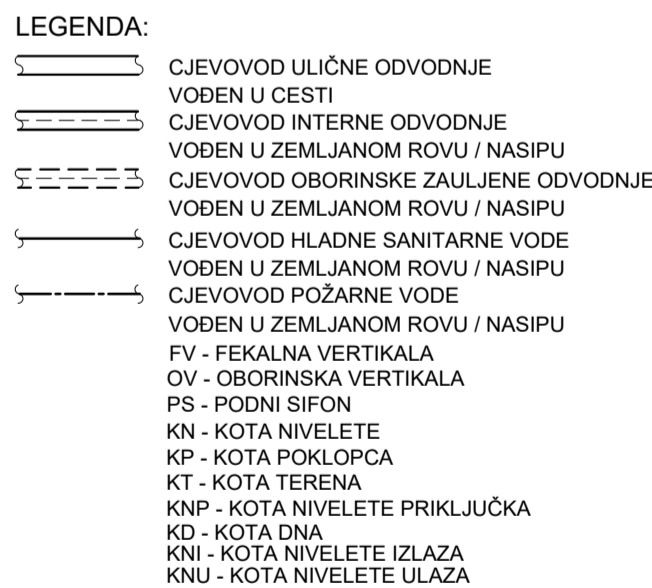 LEGENDA:
CJEVOVOD ULIČNE ODVODNJE
VOĐEN U CESTI
CJEVOVOD INTERNE ODVODNJE
VOĐEN U ZEMLJANOM ROVU / NASIPU
CJEVOVOD OBORINSKE ZAULJENE ODVODNJE
VOĐEN U ZEMLJANOM ROVU / NASIPU
CJEVOVOD HLADNE SANITARNE VODE
VOĐEN U ZEMLJANOM ROVU / NASIPU
CJEVOVOD POŽARNE VODE
VOĐEN U ZEMLJANOM ROVU / NASIPU
FV - FEKALNA VERTIKALA
OV - OBORINSKA VERTIKALA
PS - PODNI SIFON
KN - KOTA NIVELETE
KP - KOTA POKLOPCA
KT - KOTA TERENA
KNP - KOTA NIVELETE PRIKLJUČKA
KD - KOTA DNA
KNI - KOTA NIVELETE IZLAZA
KNU - KOTA NIVELETE ULAZA